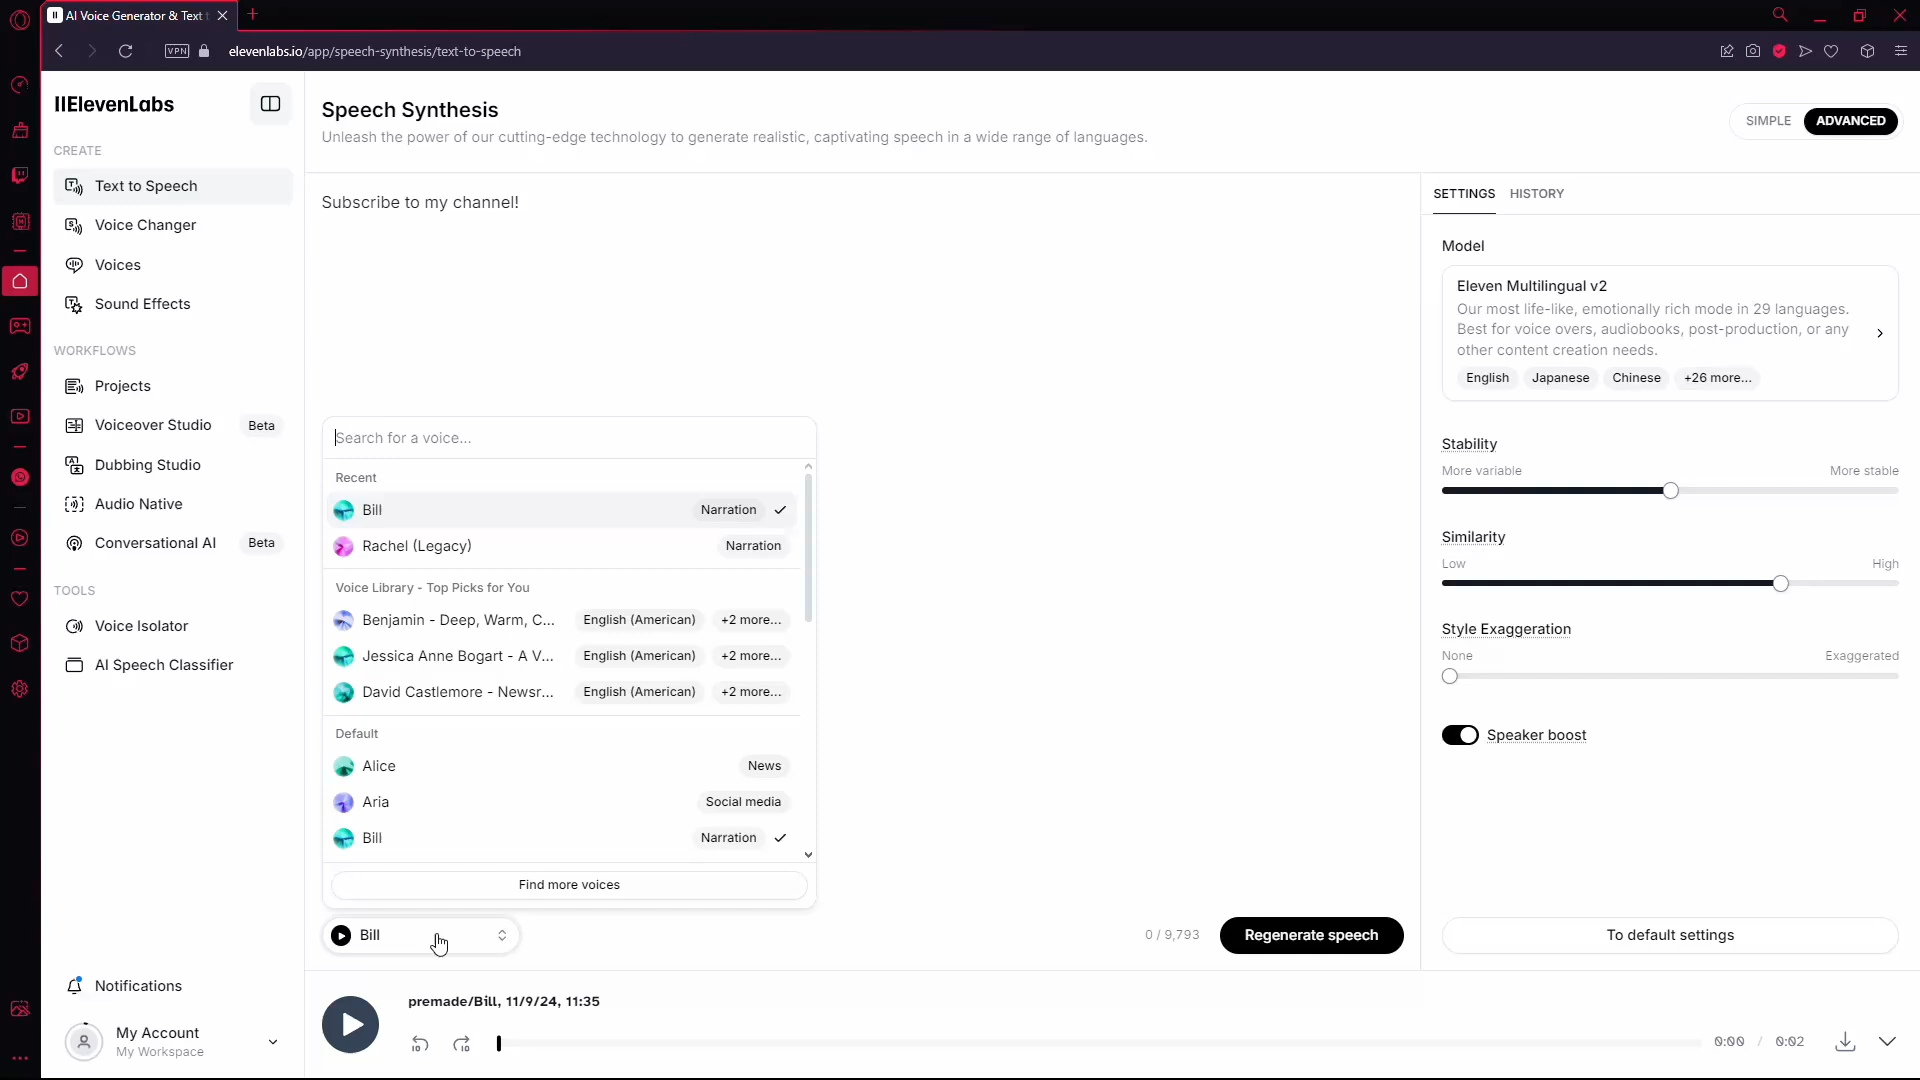 AI Voice Generator & Text t
VPN
elevenlabs.io/app/speech-synthesis/text-to-speech
IIElevenLabs
CREATE
Text to Speech
Voice Changer
Voices
Sound Effects
WORKFLOWS
Projects
Voiceover Studio Beta
Dubbing Studio
Audio Native
Conversational AI Beta
TOOLS
Voice Isolator
AI Speech Classifier
Notifications
My Account
My Workspace
Speech Synthesis
Unleash the power of our cutting-edge technology to generate realistic, captivating speech in a wide range of languages.
SIMPLE ADVANCED
Subscribe to my channel!
Search for a voice...
Recent
Bill Narration
Rachel (Legacy) Narration
Voice Library - Top Picks for You
Benjamin - Deep, Warm, C... English (American) +2 more...
Jessica Anne Bogart - A V... English (American) +2 more...
David Castlemore - Newsr... English (American) +2 more...
Default
Alice News
Aria Social media
Bill Narration
Find more voices
Bill
0 / 9,793
Regenerate speech
SETTINGS HISTORY
Model
Eleven Multilingual v2
Our most life-like, emotionally rich mode in 29 languages.
Best for voice overs, audiobooks, post-production, or any
other content creation needs.
English Japanese Chinese +26 more...
Stability
More variable More stable
Similarity
Low High
Style Exaggeration
None Exaggerated
Speaker boost
To default settings
premade/Bill, 11/9/24, 11:35
10 10
0:00 / 0:02